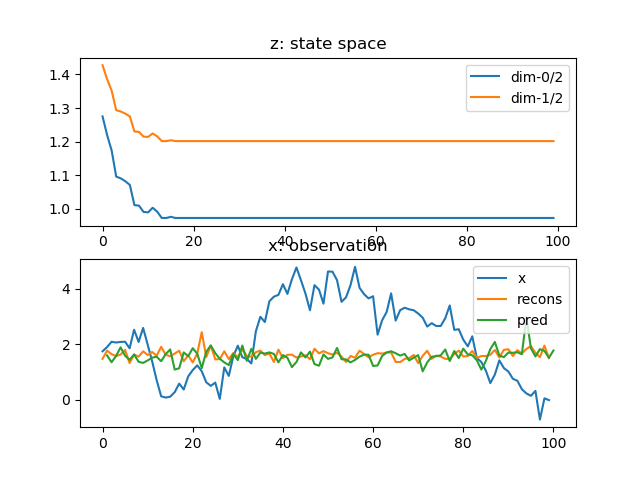 z: state space
1.4
1.3
1.2
1.1
1.0
dim-0/2
dim-1/2
0 20 40 60 80 100
x: observation
4
2
0
x
recons
pred
0 20 40 60 80 100